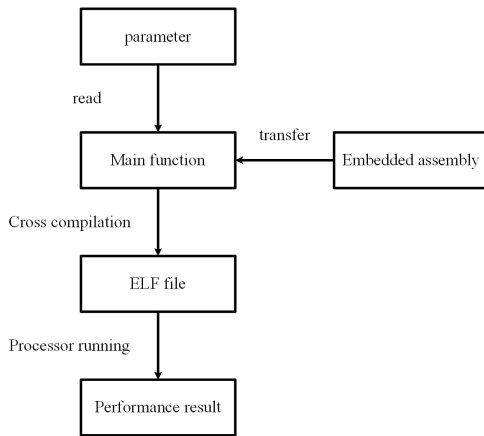 parameter
read
transfer
Main function
Embedded assembly
Cross compilation
ELF file
Processor running
Performance result